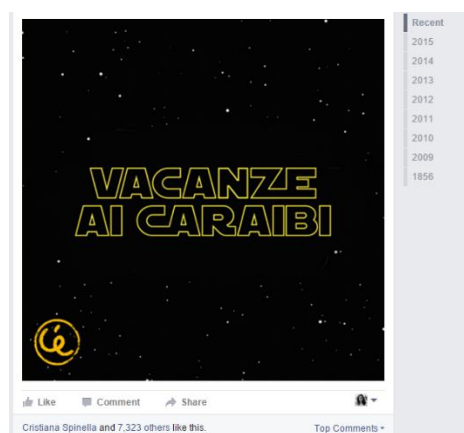 VACANZE
AI CARAIBI
Like Comment Share
Cristiana Spinella and 7,323 others like this.
Top Comments
Recent
2015
2014
2013
2012
2011
2010
2009
1856